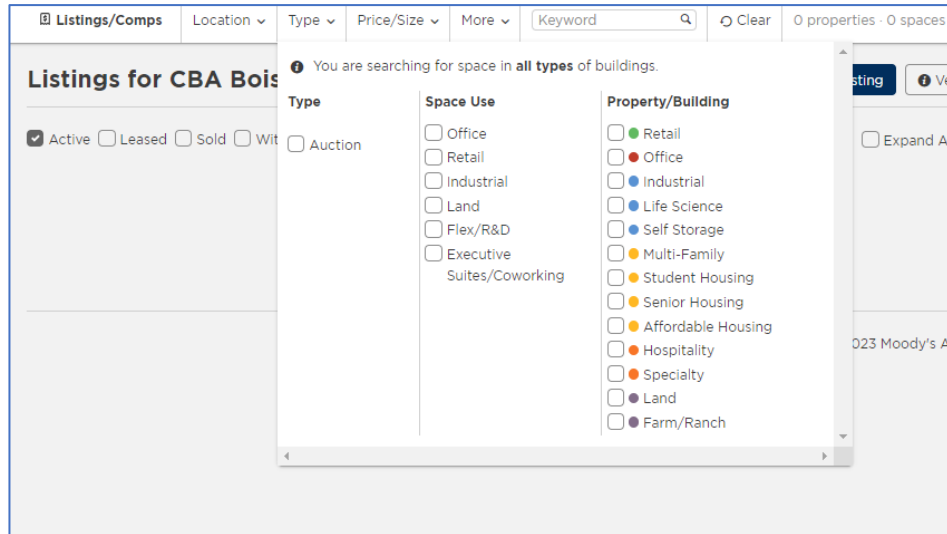 Listings/Comps Location Type Price/Size More Keyword Clear 0 properties · 0 spaces
Listings for CBA Bois
You are searching for space in all types of buildings.
sting Ve
Type Space Use Property/Building
Active Leased Sold Wit
Expand A
Auction
Office
Retail
Industrial
Land
Flex/R&D
Executive
Suites/Coworking
Retail
Office
Industrial
Life Science
Self Storage
Multi-Family
Student Housing
Senior Housing
Affordable Housing
Hospitality
Specialty
Land
Farm/Ranch
023 Moody's A